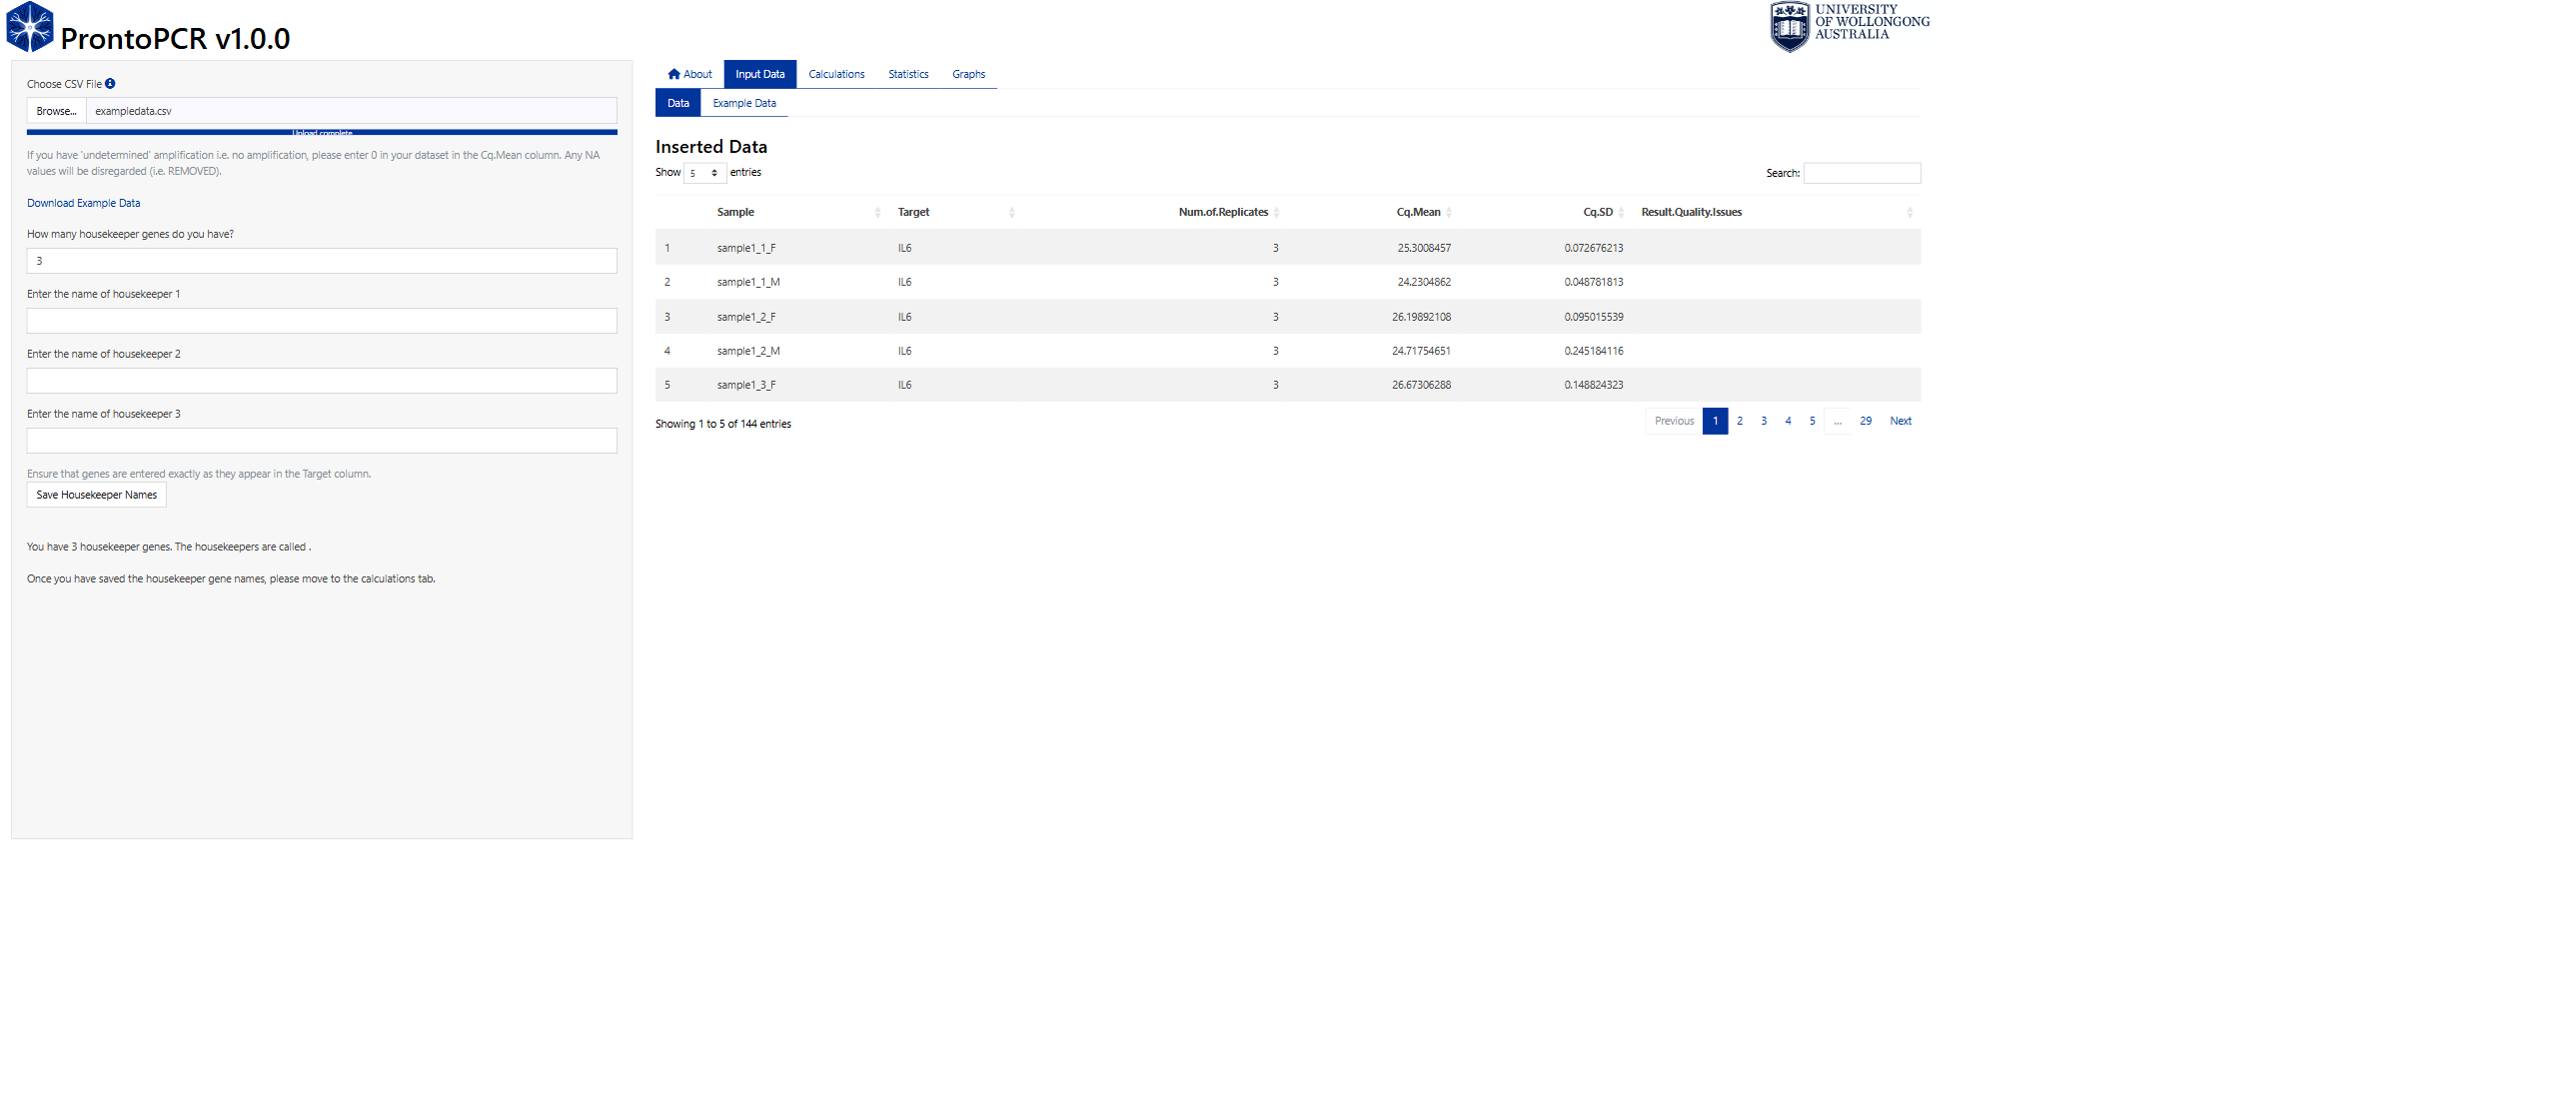 ProntoPCR v1.0.0
UNIVERSITY
OF WOLLONGONG
AUSTRALIA
Choose CSV File
Browse... exampledata.csv
Upload complete
If you have 'undetermined' amplification i.e. no amplification, please enter 0 in your dataset in the Cq.Mean column. Any NA
values will be disregarded (i.e. REMOVED).
Download Example Data
How many housekeeper genes do you have?
3
Enter the name of housekeeper 1
Enter the name of housekeeper 2
Enter the name of housekeeper 3
Ensure that genes are entered exactly as they appear in the Target column.
Save Housekeeper Names
You have 3 housekeeper genes. The housekeepers are called .
Once you have saved the housekeeper gene names, please move to the calculations tab.
About Input Data Calculations Statistics Graphs
Data Example Data
Inserted Data
Show 5 entries Search:
Sample Target Num.of.Replicates Cq.Mean Cq.SD Result.Quality.Issues
1 sample1_1_F IL6 3 25.3008457 0.072676213
2 sample1_1_M IL6 3 24.2304862 0.048781813
3 sample1_2_F IL6 3 26.19892108 0.095015539
4 sample1_2_M IL6 3 24.71754651 0.245184116
5 sample1_3_F IL6 3 26.67306288 0.148824323
Showing 1 to 5 of 144 entries Previous 1 2 3 4 5 ... 29 Next